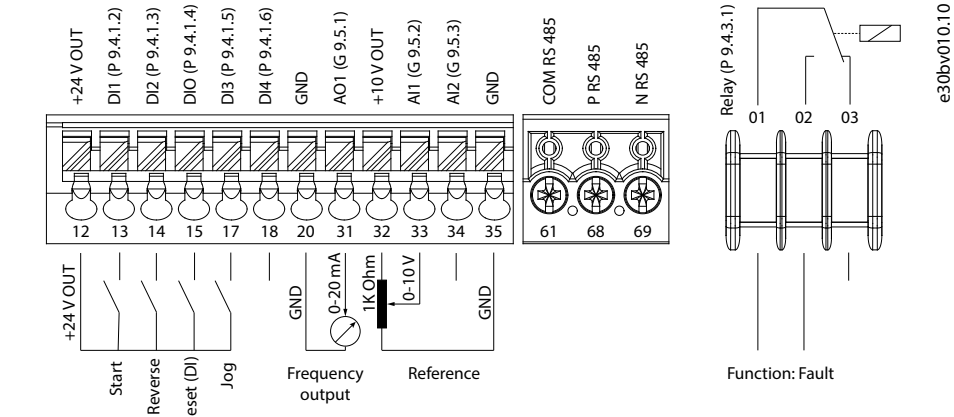 +24 V OUT
DI1 (P 9.4.1.2)
DI2 (P 9.4.1.3)
DIO (P 9.4.1.4)
DI3 (P 9.4.1.5)
DI4 (P 9.4.1.6)
GND
AO1 (G 9.5.1)
+10 V OUT
AI1 (G 9.5.2)
AI2 (G 9.5.3)
GND
COM RS 485
P RS 485
N RS 485
Relay (P 9.4.3.1)
01 02 03
e30bv010.10
12 13 14 15 17 18 20 31 32 33 34 35
61 68 69
+24 V OUT
GND
0-20 mA
1K Ohm
0-10 V
GND
Start
Reverse
eset (DI)
Jog
Frequency
output
Reference
Function: Fault